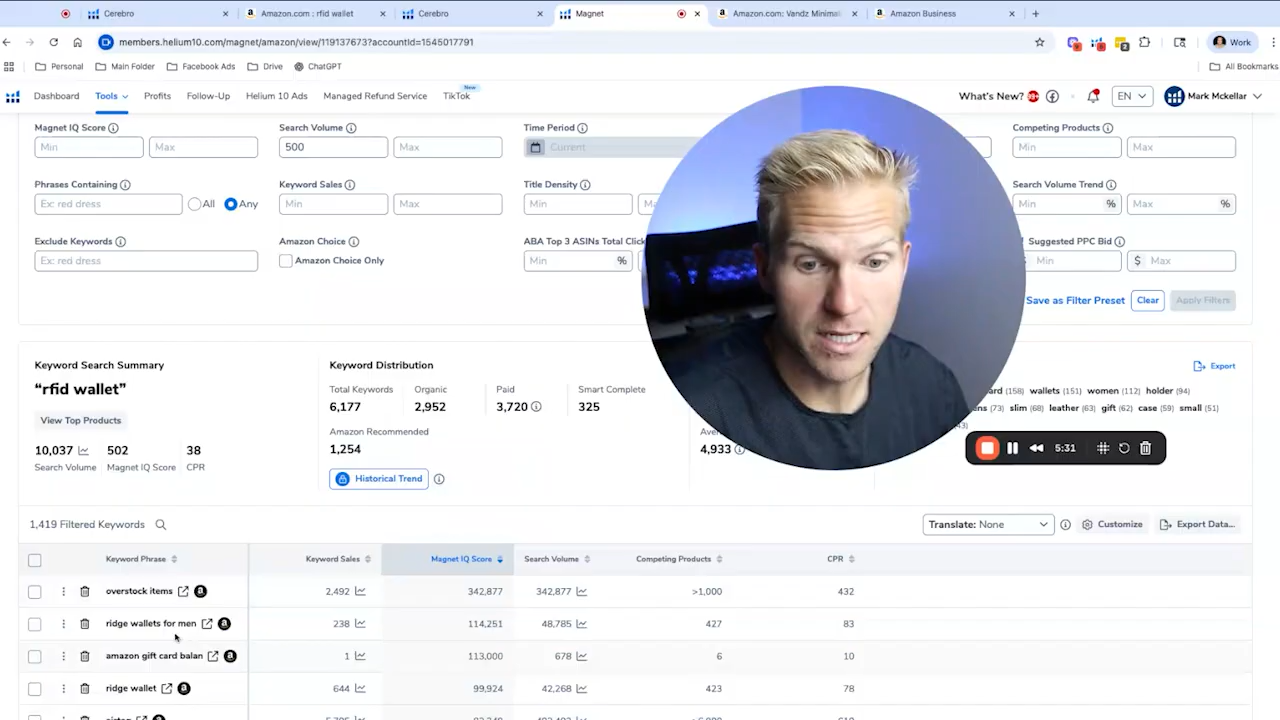 Cerebro
Amazon.com : rfid wallet
Cerebro
Magnet
Amazon.com: Vandz Minimal
Amazon Business
members.helium10.com/magnet/amazon/view/119137673?accountId=1545017791
Work
Personal
Main Folder
Facebook Ads
Drive
ChatGPT
All Bookmarks
Dashboard
Tools
Profits
Follow-Up
Helium 10 Ads
Managed Refund Service
TikTok
New
What's New?
EN
Mark Mckellar
Magnet IQ Score
Search Volume
Time Period
Competing Products
Min
Max
500
Max
Current
Min
Max
Phrases Containing
Keyword Sales
Title Density
Search Volume Trend
Ex: red dress
All
Any
Min
Max
Min
Min
%
Max
%
Exclude Keywords
Amazon Choice
ABA Top 3 ASINs Total Click
Suggested PPC Bid
Ex: red dress
Amazon Choice Only
Min
%
Min
$
Max
Save as Filter Preset
Clear
Apply Filters
Keyword Search Summary
Keyword Distribution
Export
"rfid wallet"
Total Keywords
Organic
Paid
Smart Complete
6,177
2,952
3,720
325
ard (158) wallets (151) women (112) holder (94)
ens (73) slim (68) leather (63) gift (62) case (59) small (51)
43)
View Top Products
Amazon Recommended
1,254
4,933
10,037
502
38
Search Volume
Magnet IQ Score
CPR
Historical Trend
5:31
1,419 Filtered Keywords
Translate: None
Customize
Export Data...
Keyword Phrase
Keyword Sales
Magnet IQ Score
Search Volume
Competing Products
CPR
overstock items
2,492
342,877
342,877
>1,000
432
ridge wallets for men
238
114,251
48,785
427
83
amazon gift card balan
1
113,000
678
6
10
ridge wallet
644
99,924
42,268
423
78